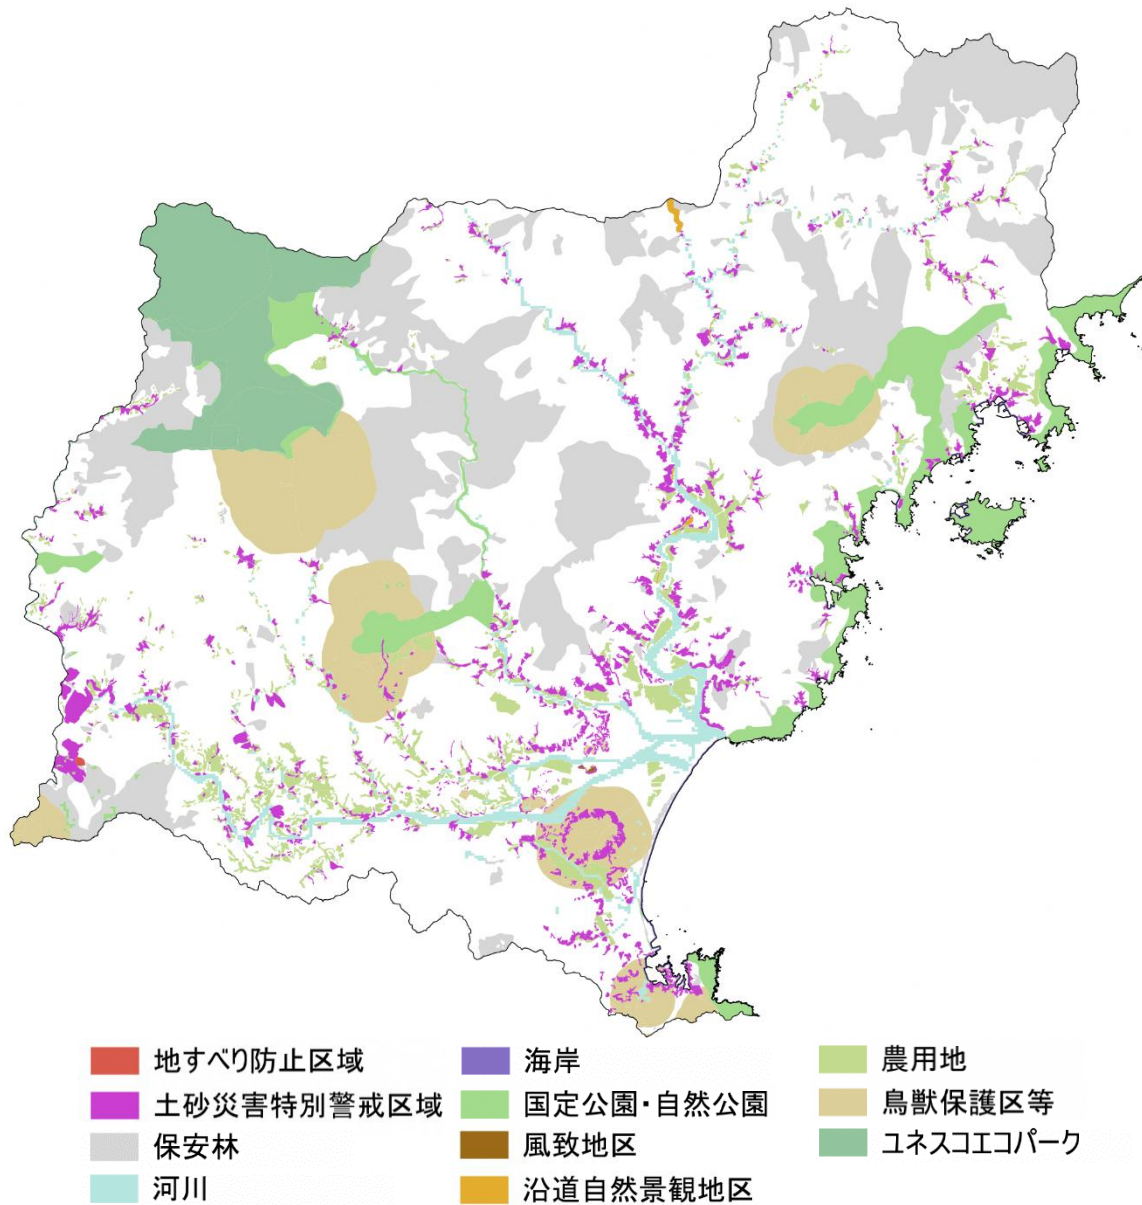 地すべり防止区域
土砂災害特別警戒区域
保安林
河川
海岸
国定公園・自然公園
風致地区
沿道自然景観地区
農用地
鳥獣保護区等
ユネスコエコパーク